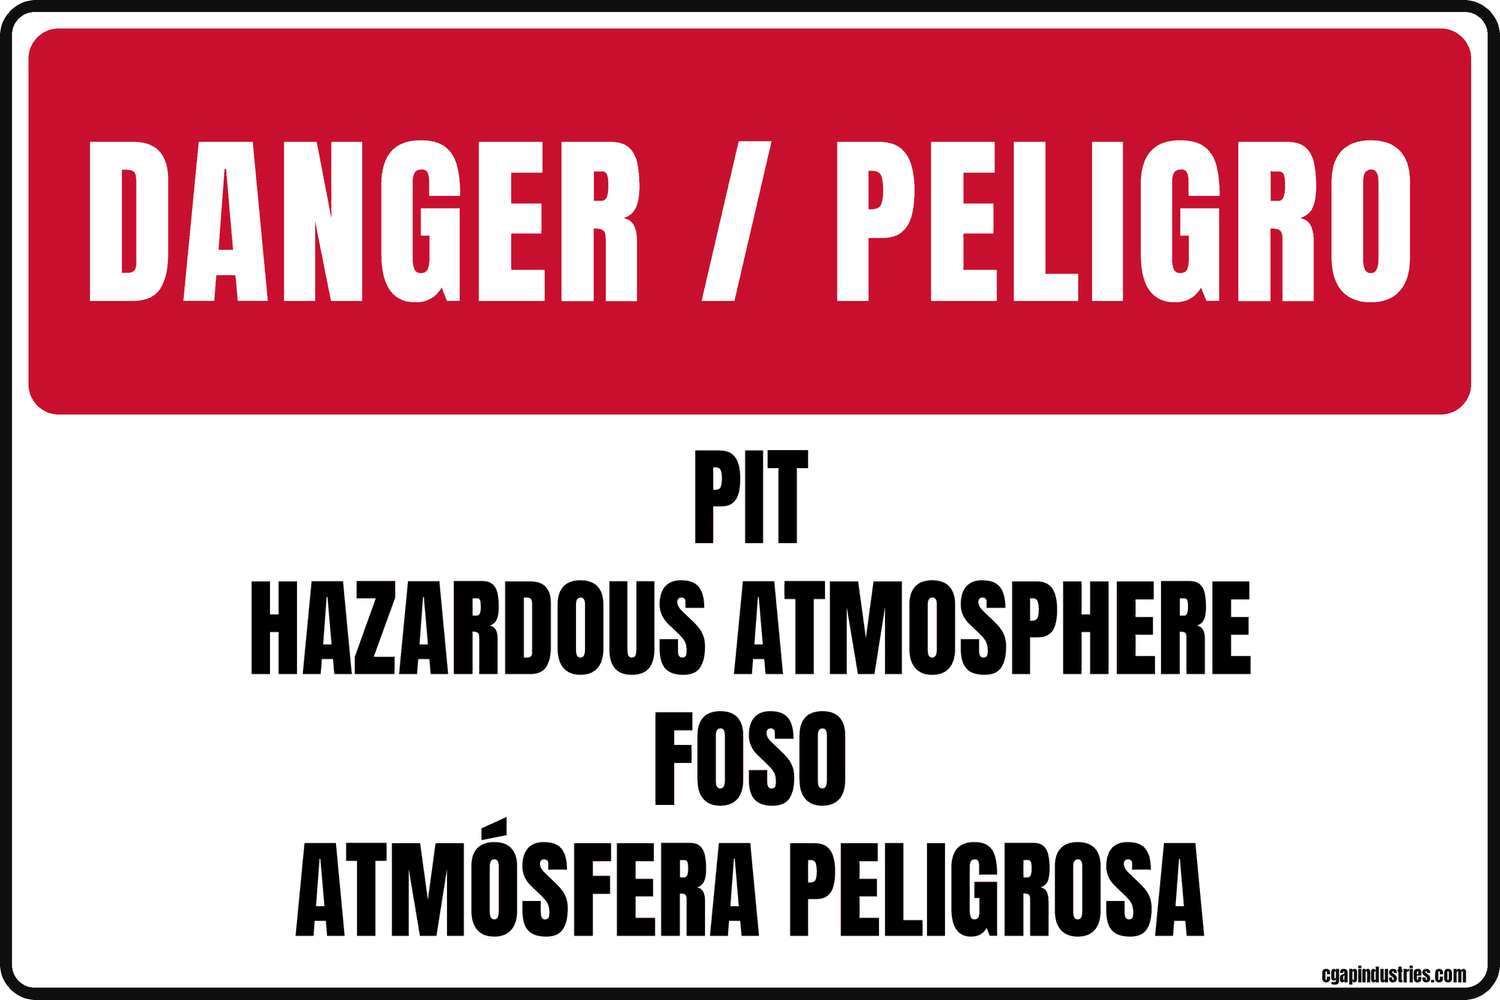 DANGER / PELIGRO
PIT
HAZARDOUS ATMOSPHERE
FOSO
ATMÓSFERA PELIGROSA
cgapindustries.com